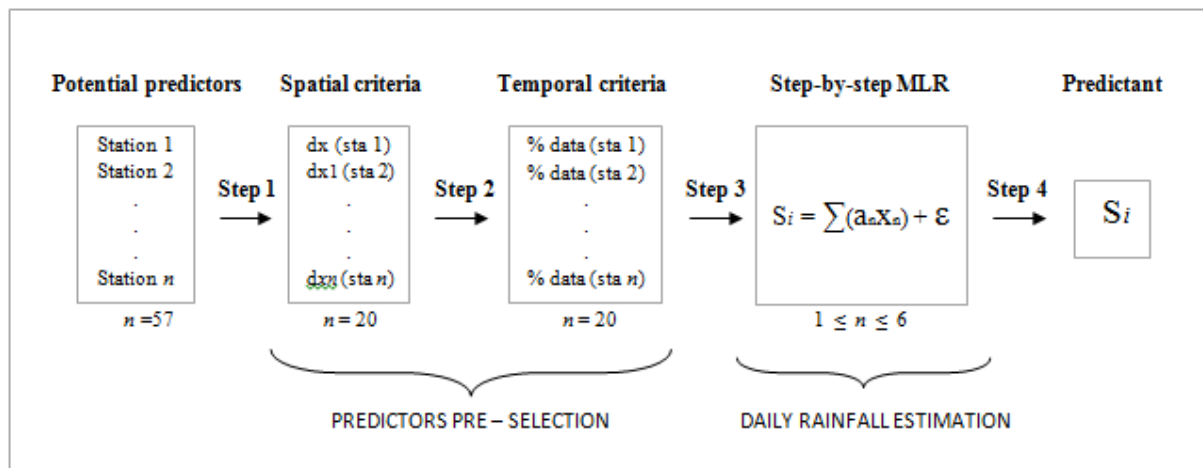 Potential predictors
Spatial criteria
Temporal criteria
Step-by-step MLR
Predictant
Station 1
Station 2
.
.
.
Station n
n =57
Step 1
dx (sta 1)
dx1 (sta 2)
.
.
.
dxn (sta n)
n = 20
Step 2
% data (sta 1)
% data (sta 2)
.
.
.
% data (sta n)
n = 20
Step 3
Si = ∑(aₙxₙ) + ε
1 ≤ n ≤ 6
Step 4
Si
PREDICTORS PRE – SELECTION
DAILY RAINFALL ESTIMATION